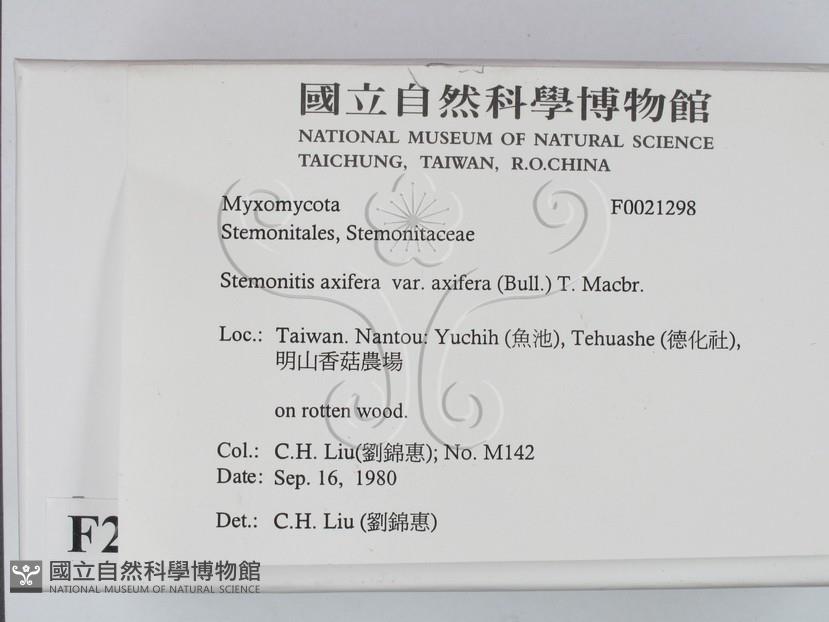 國立自然科學博物館
NATIONAL MUSEUM OF NATURAL SCIENCE
TAICHUNG, TAIWAN, R.O.CHINA
Myxomycota F0021298
Stemonitales, Stemonitaceae
Stemonitis axifera var. axifera (Bull.) T. Macbr.
Loc.: Taiwan. Nantou: Yuchih (魚池), Tehuashe (德化社),
明山香菇農場
on rotten wood.
Col.: C.H. Liu(劉錦惠); No. M142
Date: Sep. 16, 1980
Det.: C.H. Liu (劉錦惠)
F2
國立自然科學博物館
NATIONAL MUSEUM OF NATURAL SCIENCE